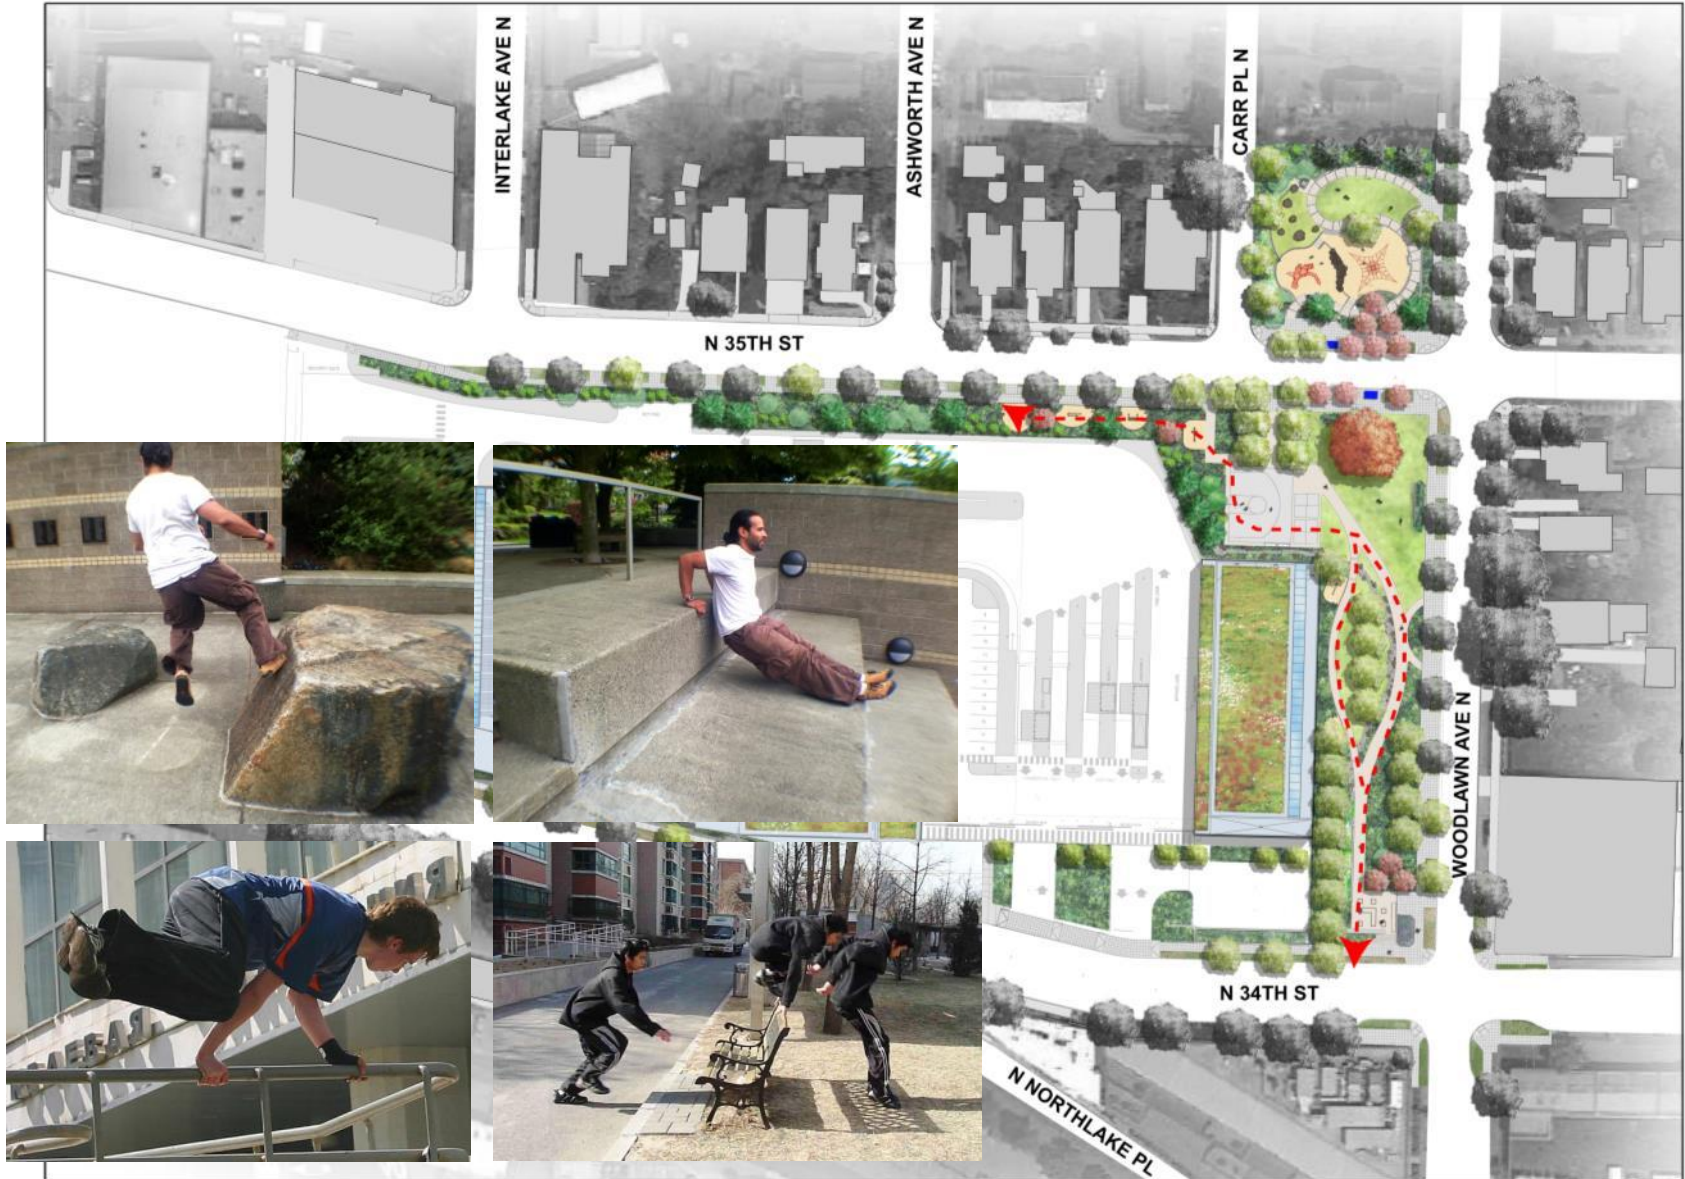 INTERLAKE AVE N
ASHWORTH AVE N
CARR PL N
N 35TH ST
WOODLAWN AVE N
N 34TH ST
N NORTHLAKE PL